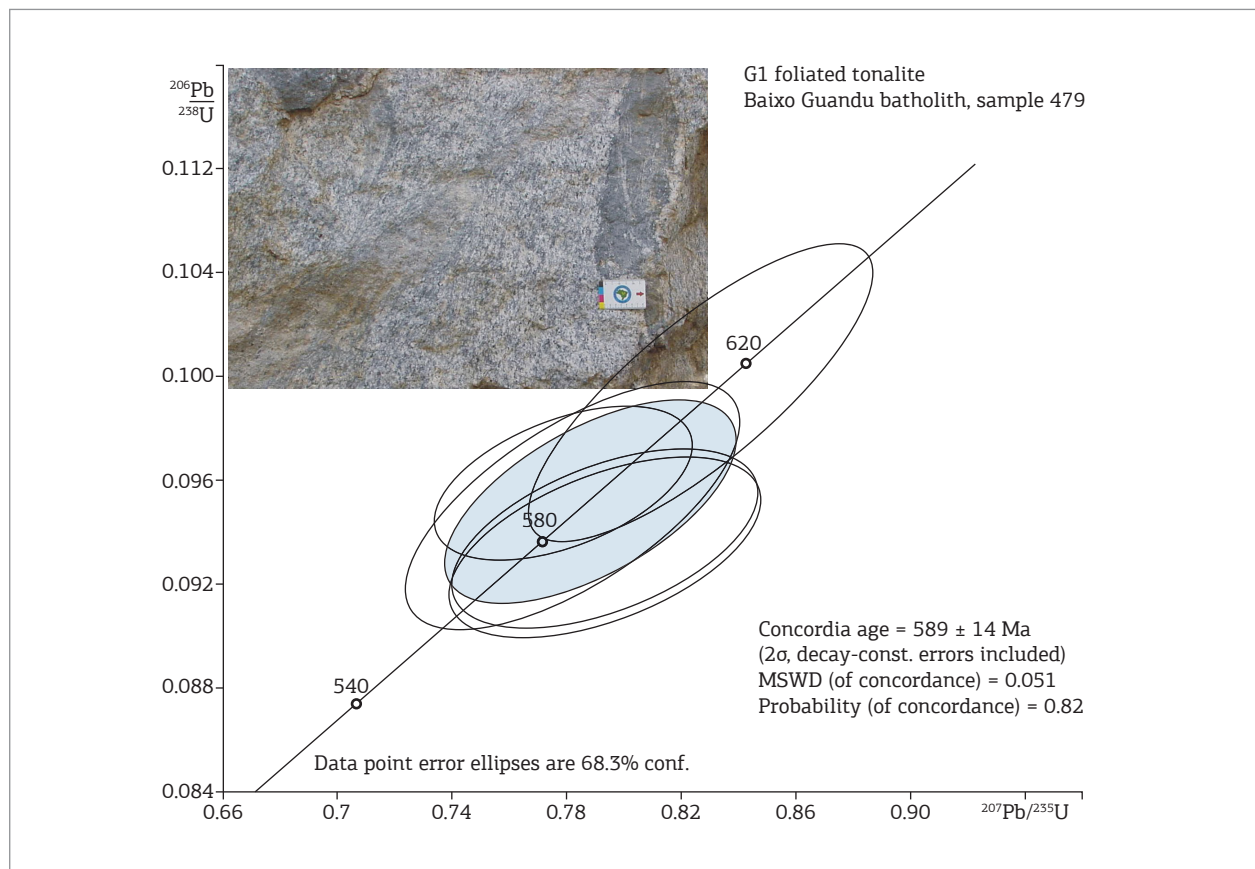 ²⁰⁶Pb
²³⁸U
G1 foliated tonalite
Baixo Guandu batholith, sample 479
0.112
0.104
620
0.100
0.096
580
0.092
Concordia age = 589 ± 14 Ma
(2σ, decay-const. errors included)
MSWD (of concordance) = 0.051
Probability (of concordance) = 0.82
0.088
540
Data point error ellipses are 68.3% conf.
0.084
0.66
0.7
0.74
0.78
0.82
0.86
0.90
²⁰⁷Pb/²³⁵U